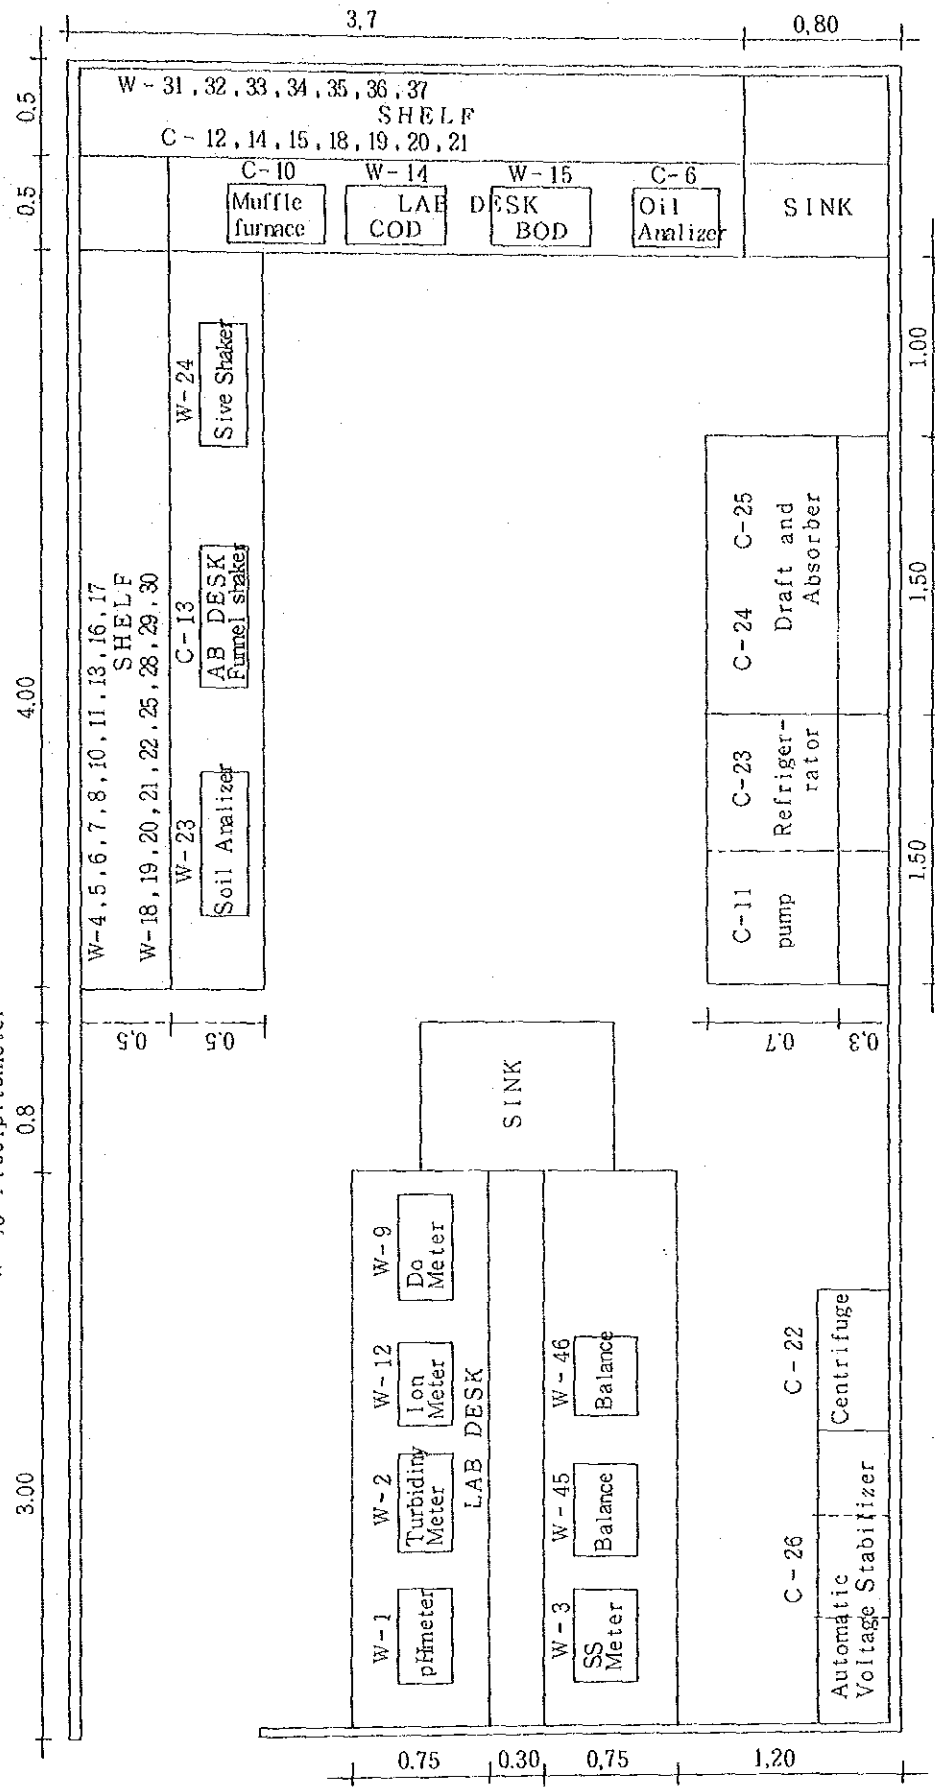 3,7
0,80
0.5
0.5
W - 31, 32, 33, 34, 35, 36, 37
SHELF
C - 12, 14, 15, 18, 19, 20, 21
C-10
W-14
W-15
C-6
Muffle
furnace
LAB DESK
COD
BOD
Oil
Analizer
SINK
4.00
W-4,5,6,7,8,10,11,13,16,17
SHELF
W-18,19,20,21,22,25,28,29,30
W-23
C-13
W-24
Soil Analizer
AB DESK
Funnel shaker
Sive Shaker
1.00
1.50
1.50
C-11
C-23
C-24
C-25
pump
Refriger-
rator
Draft and
Absorber
0.5
0.5
0.7
0.3
0.8
SINK
3.00
W-1
W-2
W-12
W-9
pHmeter
Turbidiny
Meter
Ion
Meter
Do
Meter
LAB DESK
W-3
W-45
W-46
SS
Meter
Balance
Balance
C-26
C-22
Automatic
Voltage Stabilizer
Centrifuge
0.75
0.30
0,75
1,20